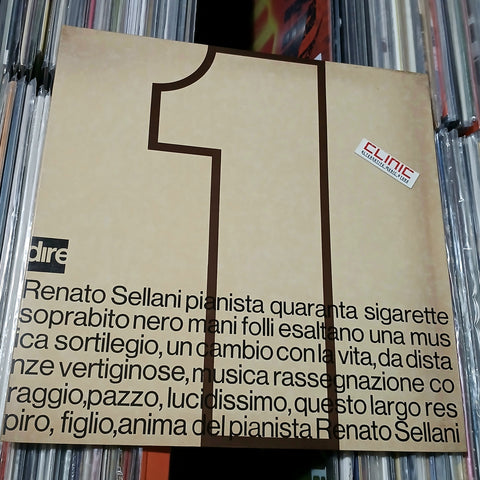 1
CLINIC
dire
Renato Sellani pianista quaranta sigarette
soprabito nero mani folli esaltano una mus
ica sortilegio, un cambio con la vita, da dista
nze vertiginose, musica rassegnazione co
raggio, pazzo, lucidissimo, questo largo res
piro, figlio, anima del pianista Renato Sellani